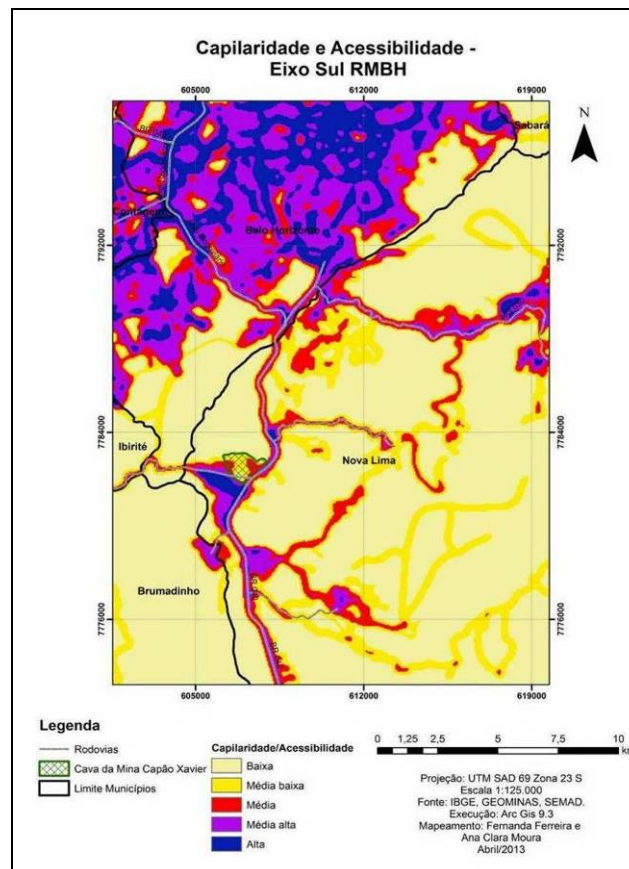 Capilaridade e Acessibilidade -
Eixo Sul RMBH
605000
612000
619000
N
Sabará
Contagem
Belo Horizonte
7792000
7784000
Ibirité
Nova Lima
Brumadinho
7776000
605000
612000
619000
Legenda
Rodovias
Cava da Mina Capão Xavier
Limite Municípios
Capilaridade/Acessibilidade
Baixa
Média baixa
Média
Média alta
Alta
0 1,25 2,5 5 7,5 10
km
Projeção: UTM SAD 69 Zona 23 S
Escala 1:125.000
Fonte: IBGE, GEOMINAS, SEMAD.
Execução: Arc Gis 9.3
Mapeamento: Fernanda Ferreira e
Ana Clara Moura
Abril/2013